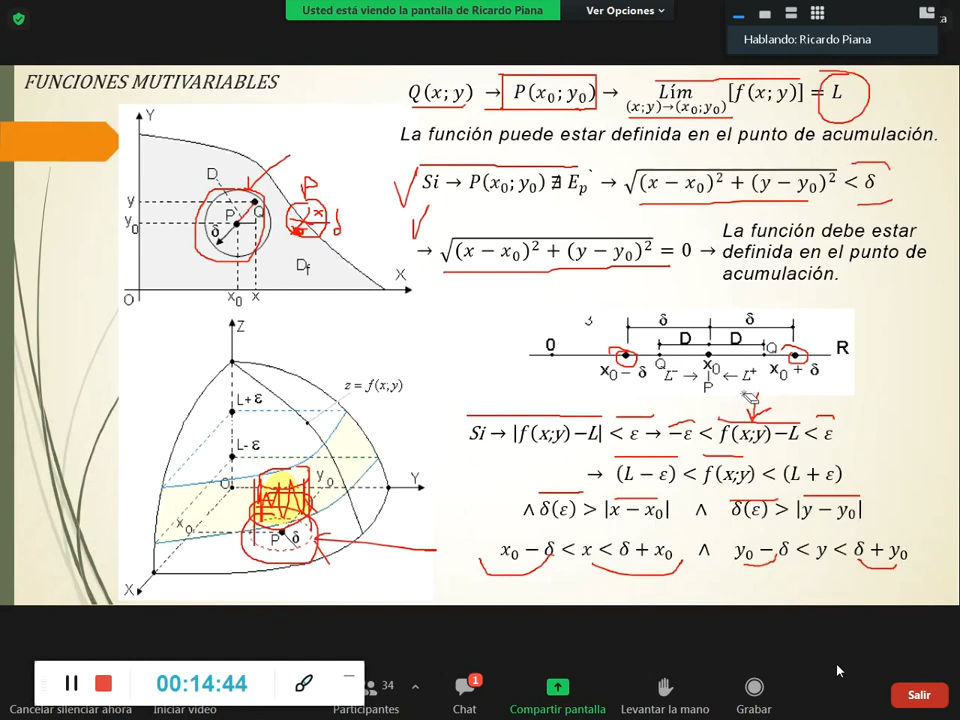 Usted está viendo la pantalla de Ricardo Piana
Ver Opciones
Hablando: Ricardo Piana
FUNCIONES MUTIVARIABLES
Q(x; y) → P(x₀; y₀) → Lím [f(x; y)] = L
(x;y)→(x₀;y₀)
La función puede estar definida en el punto de acumulación.
Si → P(x₀; y₀) ∄ Eₚ → √(x − x₀)² + (y − y₀)² < δ
→ √(x − x₀)² + (y − y₀)² = 0 → La función debe estar
definida en el punto de
acumulación.
Y
D
P
δ
y
P
Q
x
δ
y₀
δ
D_f
X
O
x₀
x
δ
δ
0
D
D
Q
R
x₀ − δ
Q
x₀
x₀ + δ
L⁻ →
← L⁺
P
Z
z = f(x;y)
L+ ε
L- ε
O
y₀
Y
x₀
P
δ
X
Si → |f(x;y)−L| < ε → −ε < f(x;y)−L < ε
→ (L − ε) < f(x;y) < (L + ε)
∧ δ(ε) > |x − x₀| ∧ δ(ε) > |y − y₀|
x₀ − δ < x < δ + x₀ ∧ y₀ − δ < y < δ + y₀
00:14:44
34
1
Cancelar silenciar ahora
Iniciar video
Participantes
Chat
Compartir pantalla
Levantar la mano
Grabar
Salir